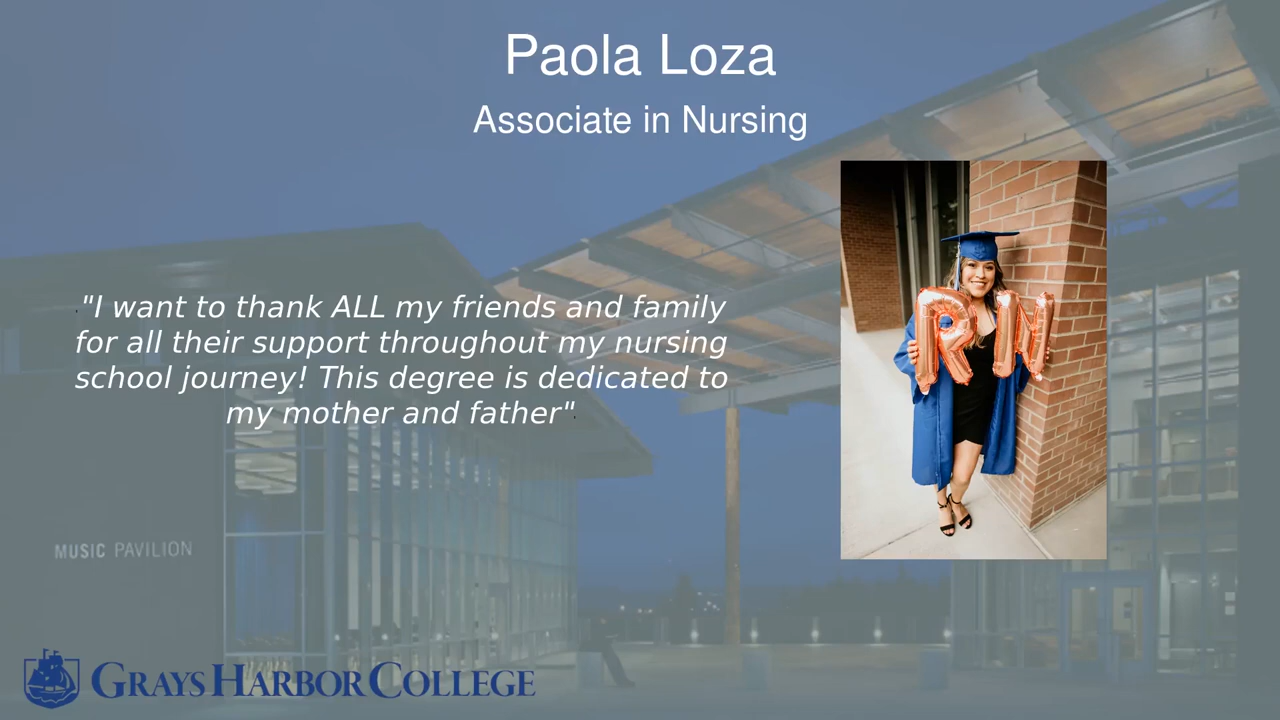 Paola Loza
Associate in Nursing
"I want to thank ALL my friends and family
for all their support throughout my nursing
school journey! This degree is dedicated to
my mother and father"
RN
MUSIC PAVILION
GRAYS HARBOR COLLEGE